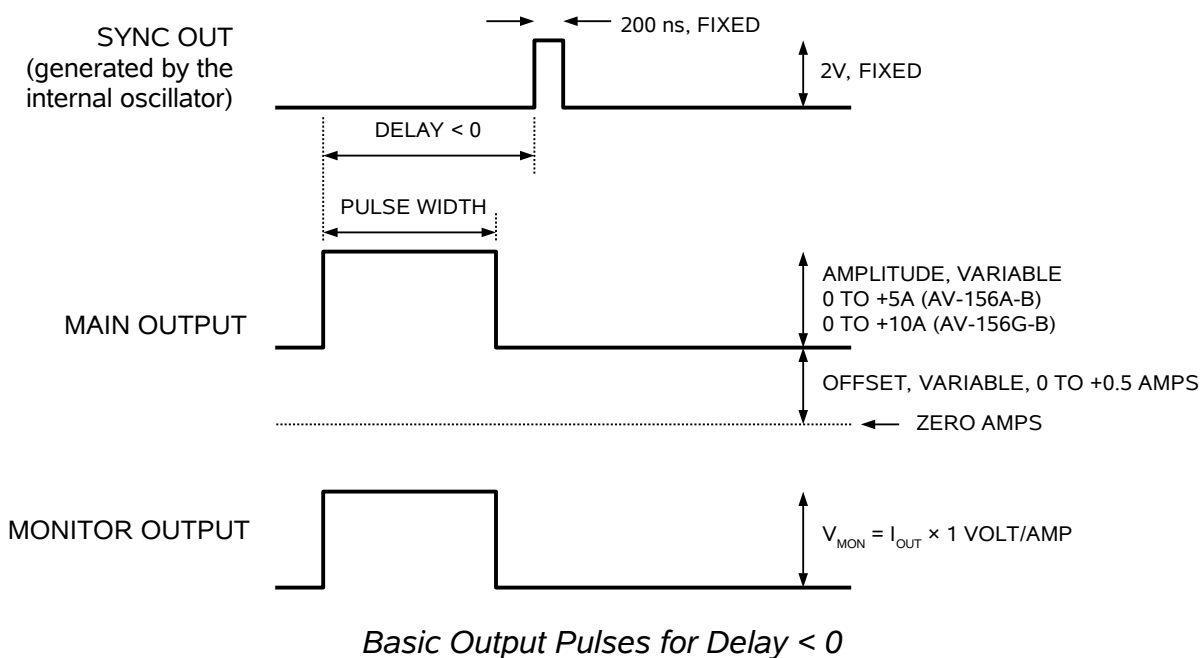 SYNC OUT
(generated by the
internal oscillator)
200 ns, FIXED
2V, FIXED
DELAY < 0
PULSE WIDTH
MAIN OUTPUT
AMPLITUDE, VARIABLE
0 TO +5A (AV-156A-B)
0 TO +10A (AV-156G-B)
OFFSET, VARIABLE, 0 TO +0.5 AMPS
ZERO AMPS
MONITOR OUTPUT
VMON = IOUT × 1 VOLT/AMP
Basic Output Pulses for Delay < 0